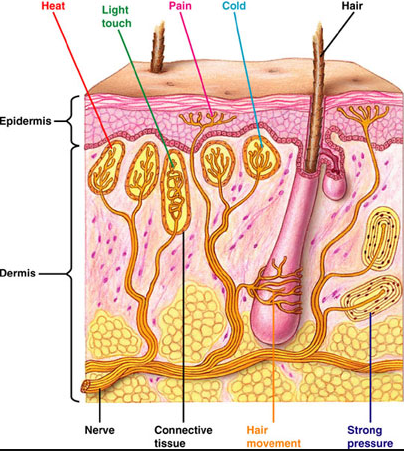 Heat
Light
touch
Pain
Cold
Hair
Epidermis
Dermis
Nerve
Connective
tissue
Hair
movement
Strong
pressure